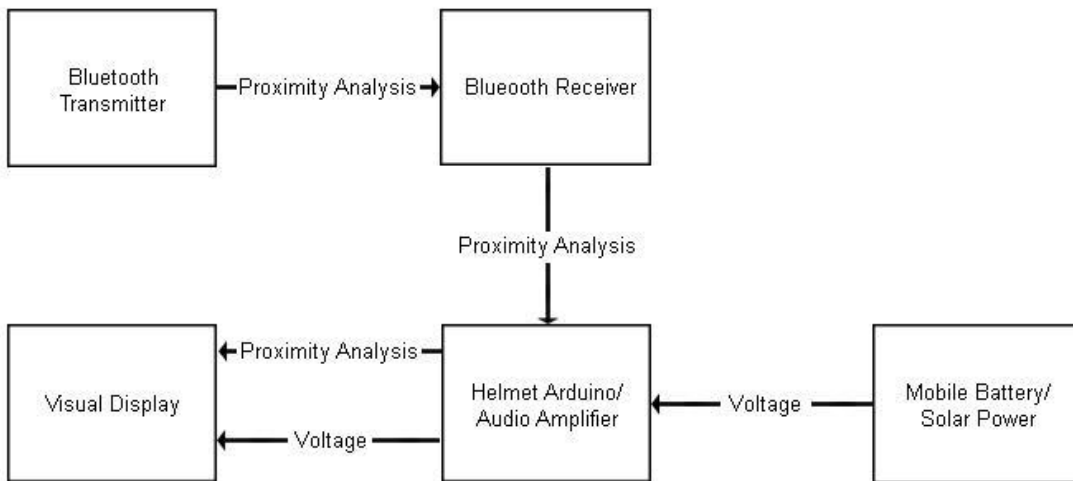 Bluetooth
Transmitter
Proximity Analysis
Blueooth Receiver
Proximity Analysis
Visual Display
Proximity Analysis
Voltage
Helmet Arduino/
Audio Amplifier
Voltage
Mobile Battery/
Solar Power